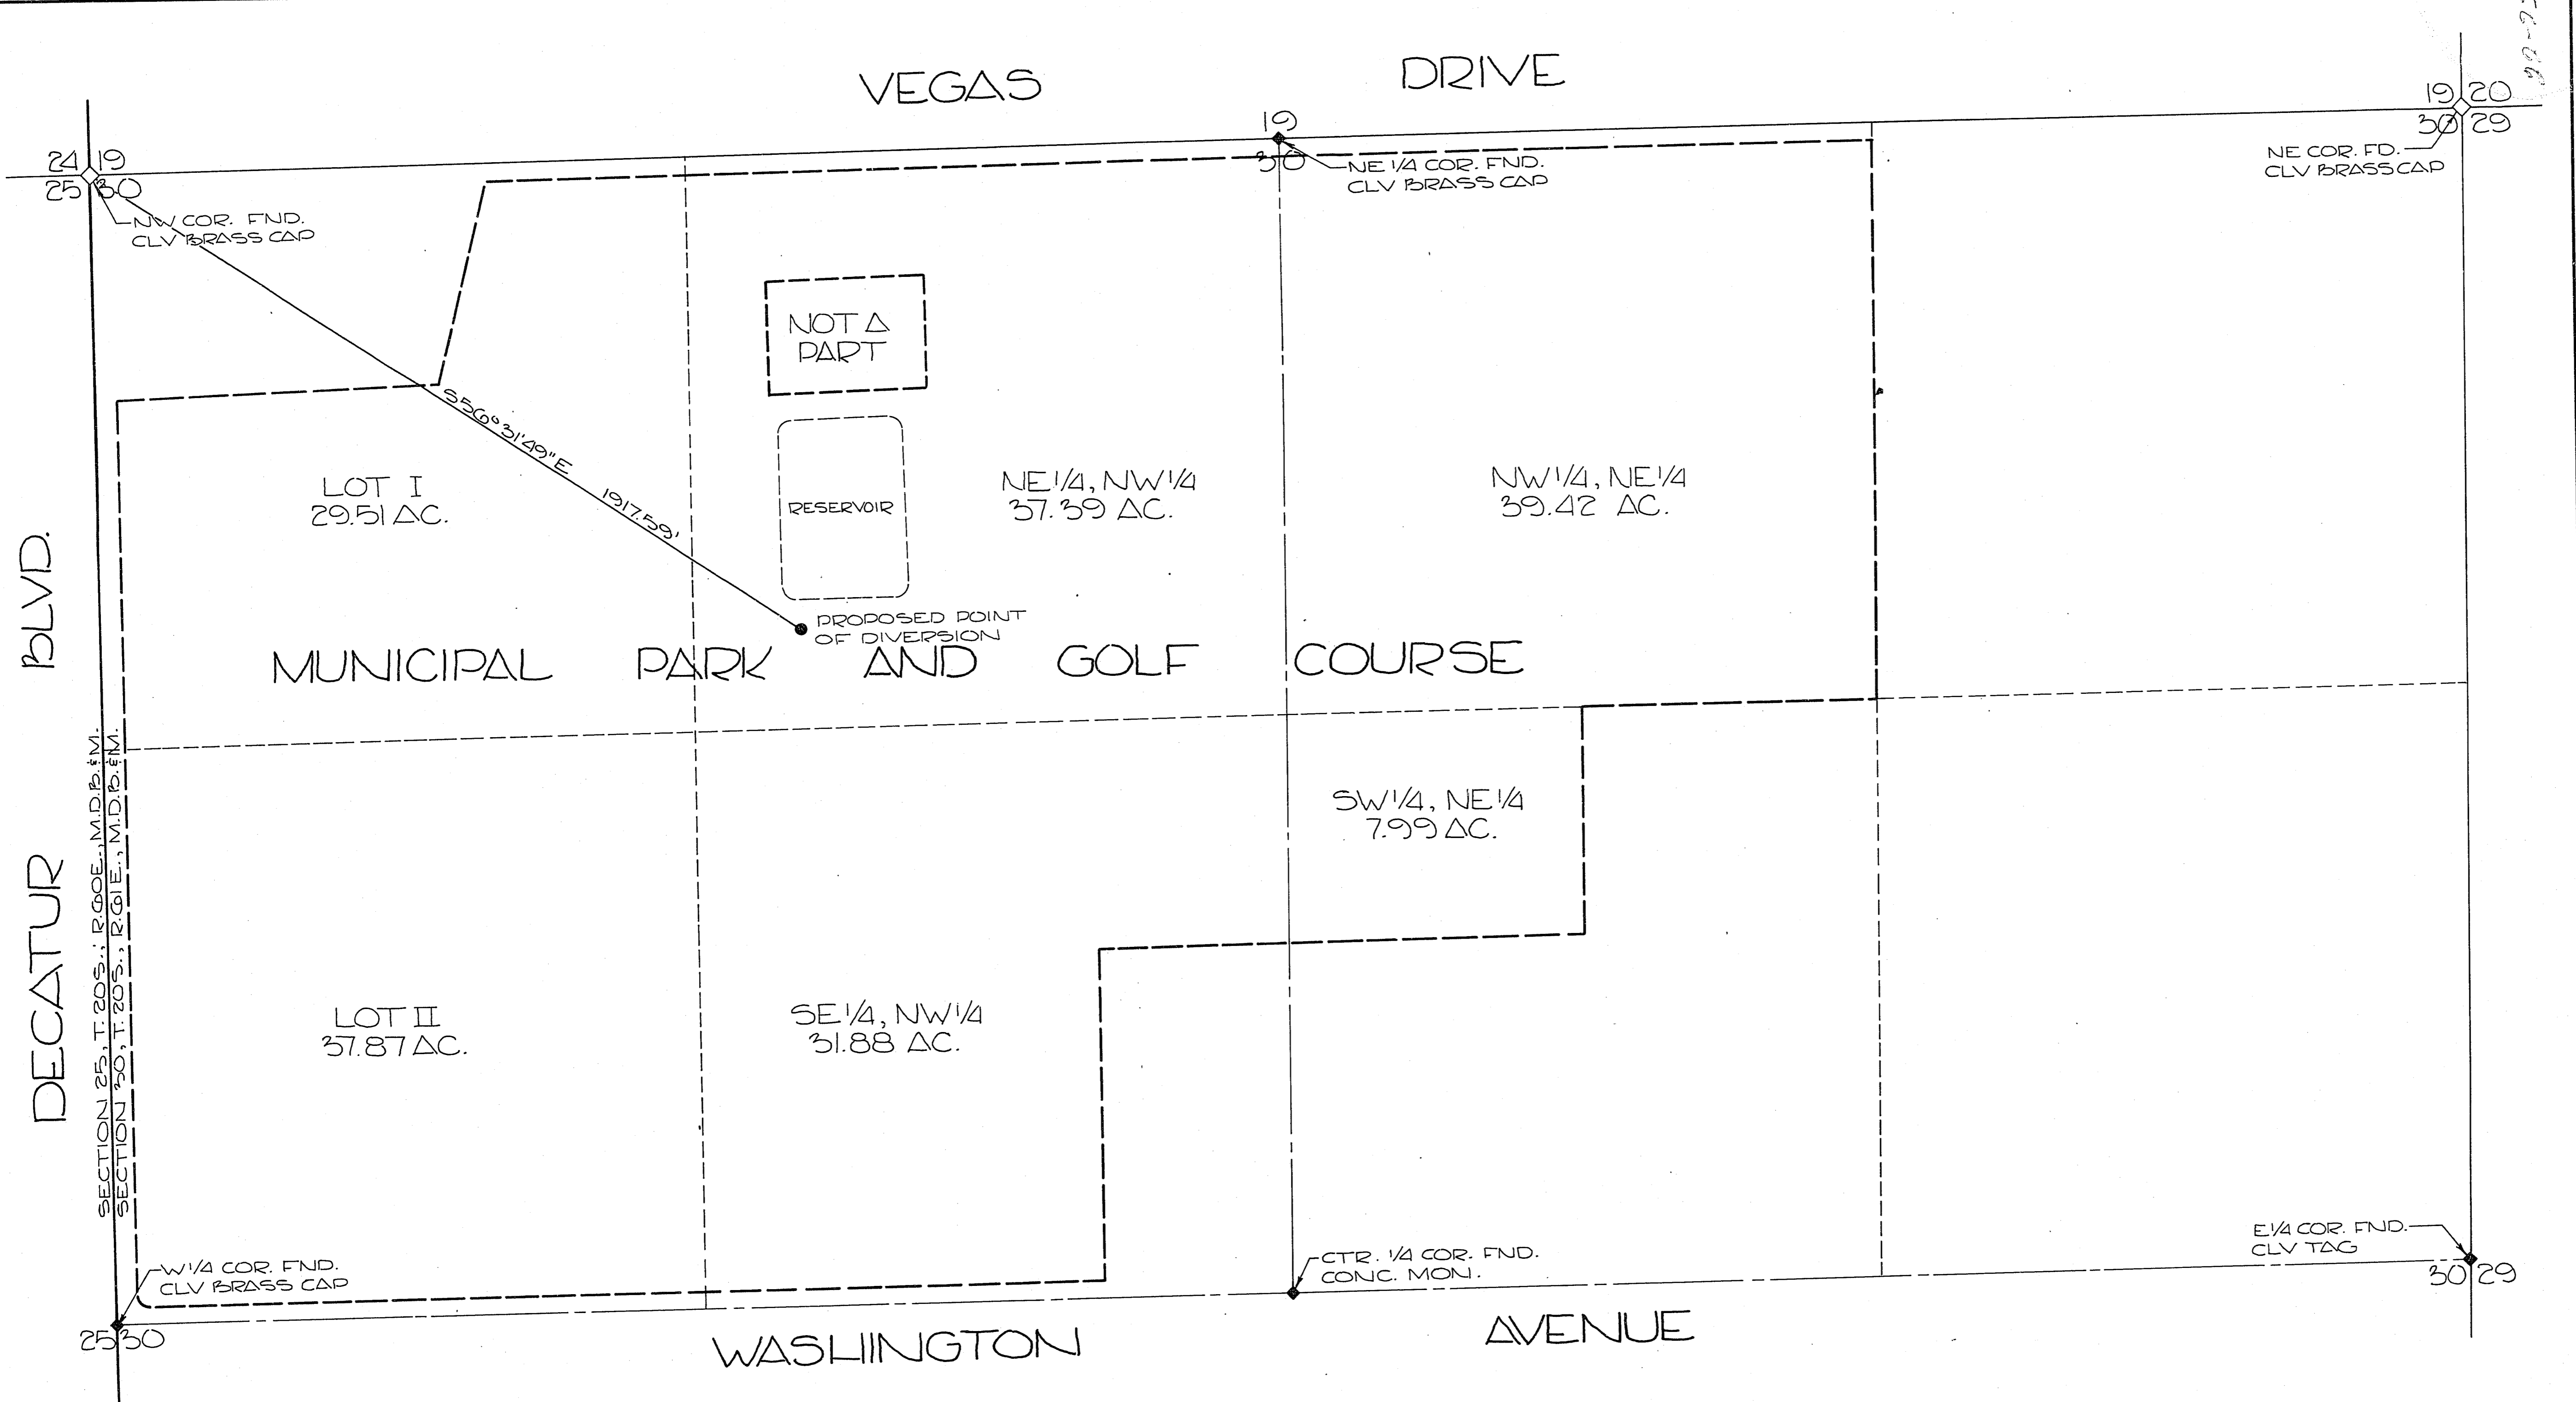 VEGAS DRIVE
24 19
25 30
NW COR. FND.
CLV BRASS CAP
19
30
NE 1/4 COR. FND.
CLV BRASS CAP
19 20
30 29
NE COR. FD.
CLV BRASS CAP
NOT A
PART
S56°31'49"E
1917.59'
LOT I
29.51 AC.
RESERVOIR
NE 1/4, NW 1/4
37.39 AC.
NW 1/4, NE 1/4
39.42 AC.
PROPOSED POINT
OF DIVERSION
MUNICIPAL PARK AND GOLF COURSE
DECATUR BLVD.
SECTION 25, T. 20S., R.60E., M.D.B.&M.
SECTION 30, T. 20S., R.61E., M.D.B.&M.
SW 1/4, NE 1/4
7.99 AC.
LOT II
37.87 AC.
SE 1/4, NW 1/4
31.88 AC.
W 1/4 COR. FND.
CLV BRASS CAP
25 30
CTR. 1/4 COR. FND.
CONC. MON.
E 1/4 COR. FND.
CLV TAG
30 29
WASHINGTON AVENUE